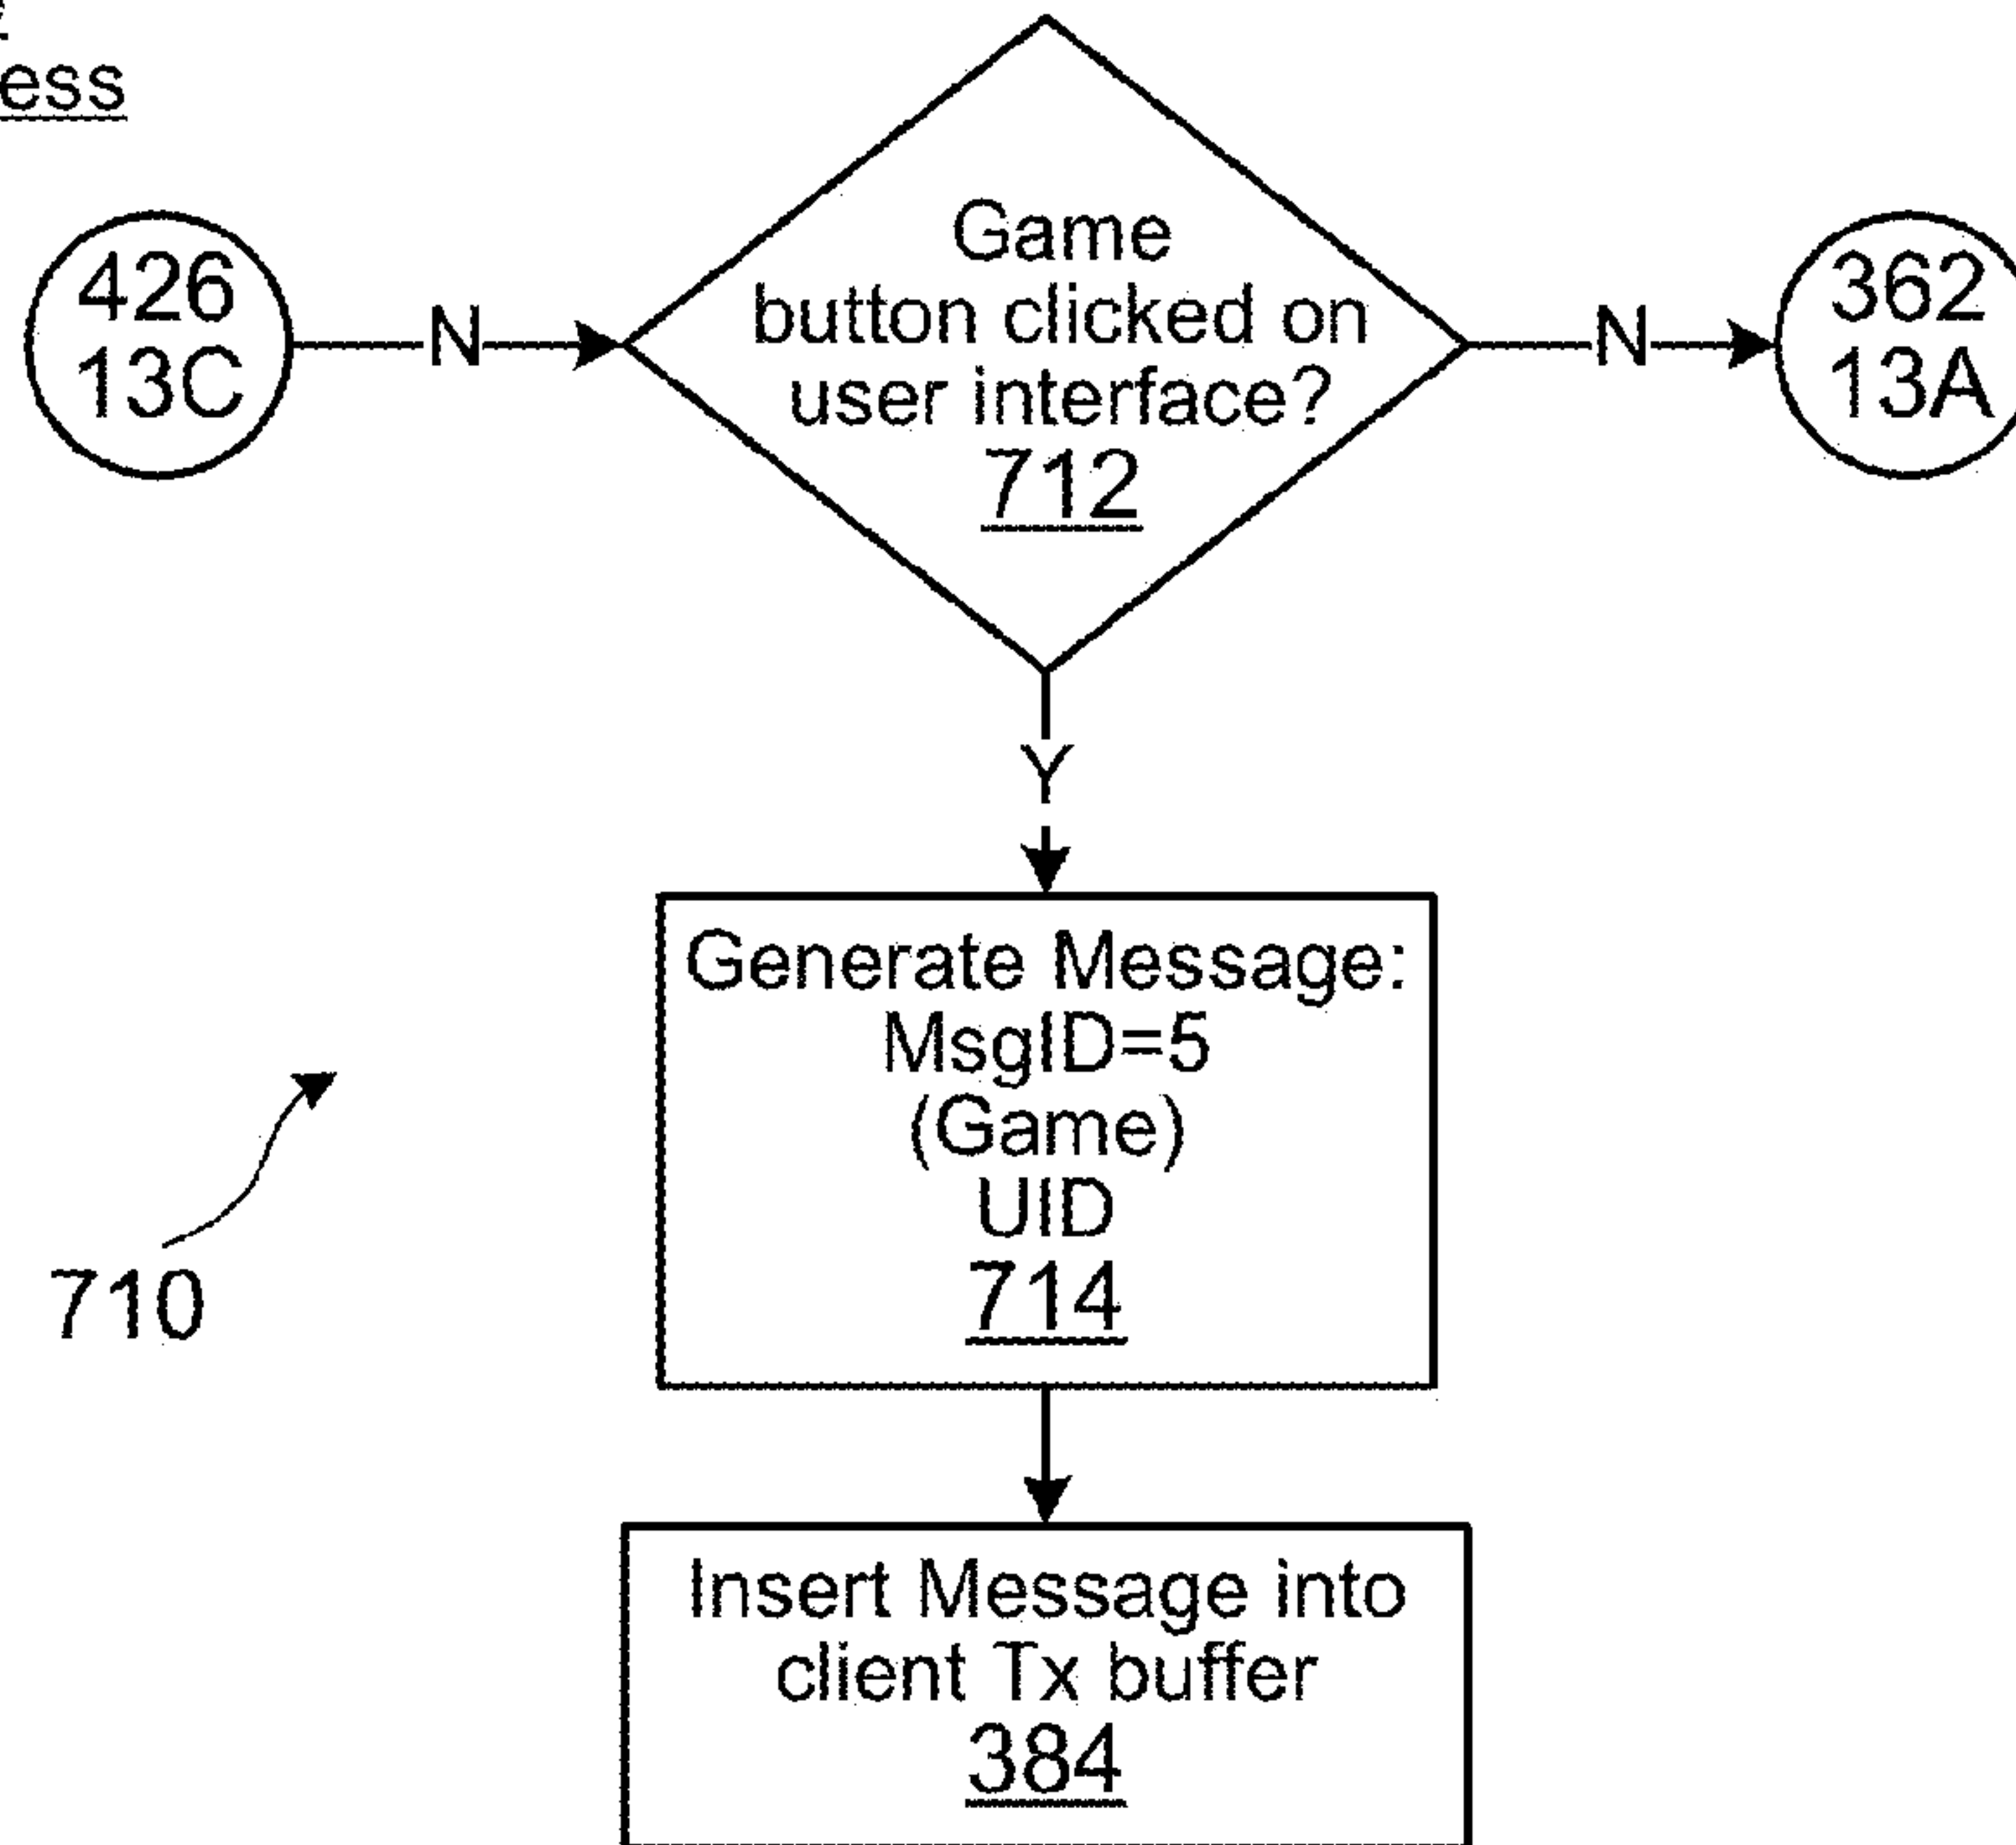 ess
426
13C
N
Game
button clicked on
user interface?
712
N
362
13A
Y
Generate Message:
MsgID=5
(Game)
UID
714
710
Insert Message into
client Tx buffer
384